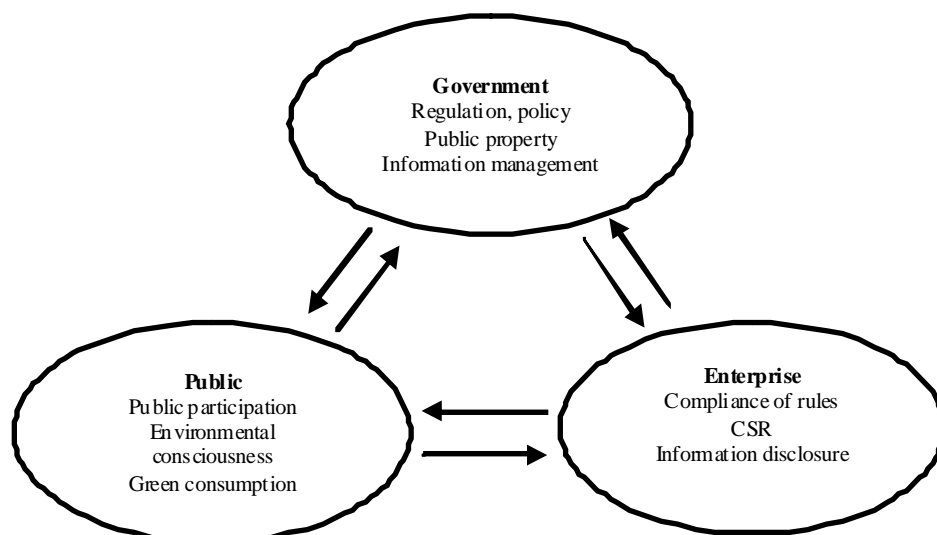 Government
Regulation, policy
Public property
Information management
Public
Public participation
Environmental
consciousness
Green consumption
Enterprise
Compliance of rules
CSR
Information disclosure